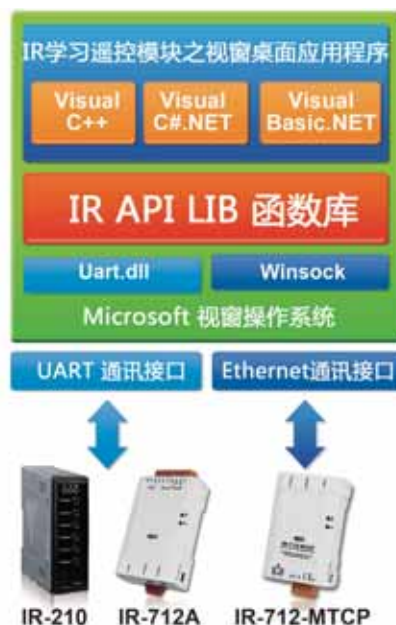 IR学习遥控模块之视窗桌面应用程序
Visual C++
Visual C#.NET
Visual Basic.NET
IR API LIB 函数库
Uart.dll
Winsock
Microsoft 视窗操作系统
UART 通讯接口
Ethernet通讯接口
IR-210
IR-712A
IR-712-MTCP